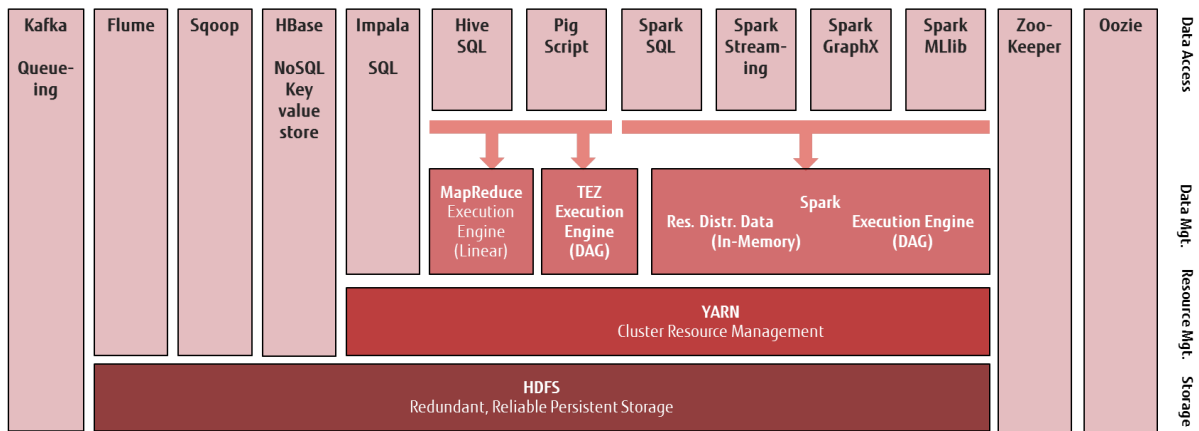 Kafka
Queue-
ing
Flume
Sqoop
HBase
NoSQL
Key
value
store
Impala
SQL
Hive
SQL
Pig
Script
Spark
SQL
Spark
Stream-
ing
Spark
GraphX
Spark
MLlib
Zoo-
Keeper
Oozie
Data Access
MapReduce
Execution
Engine
(Linear)
TEZ
Execution
Engine
(DAG)
Spark
Res. Distr. Data
(In-Memory)
Execution Engine
(DAG)
Data Mgt.
YARN
Cluster Resource Management
Resource Mgt.
HDFS
Redundant, Reliable Persistent Storage
Storage